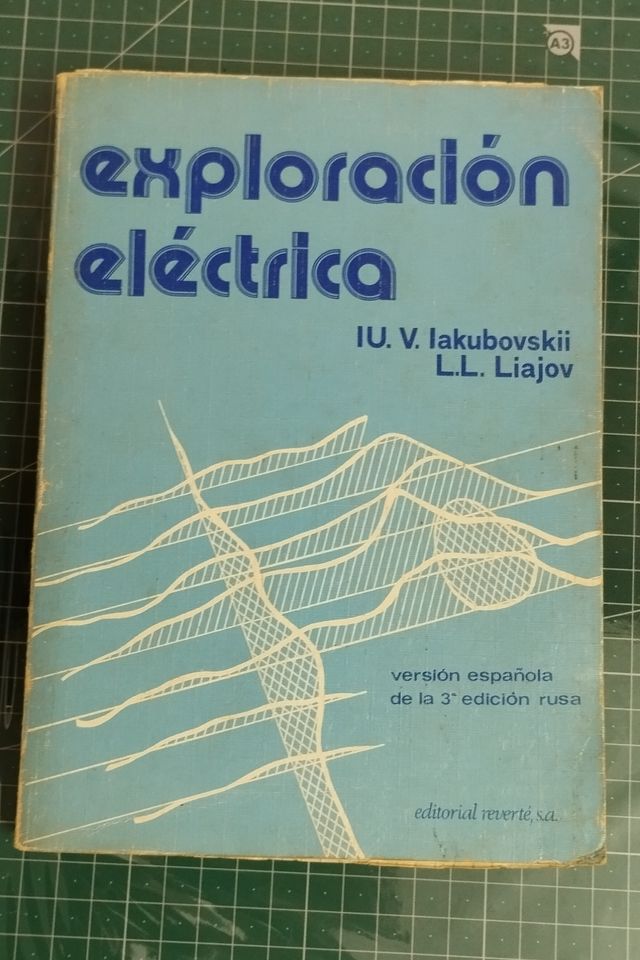 A3
exploración
eléctrica
IU. V. Iakubovskii
L.L. Liajov
versión española
de la 3ª edición rusa
editorial reverté, s.a.